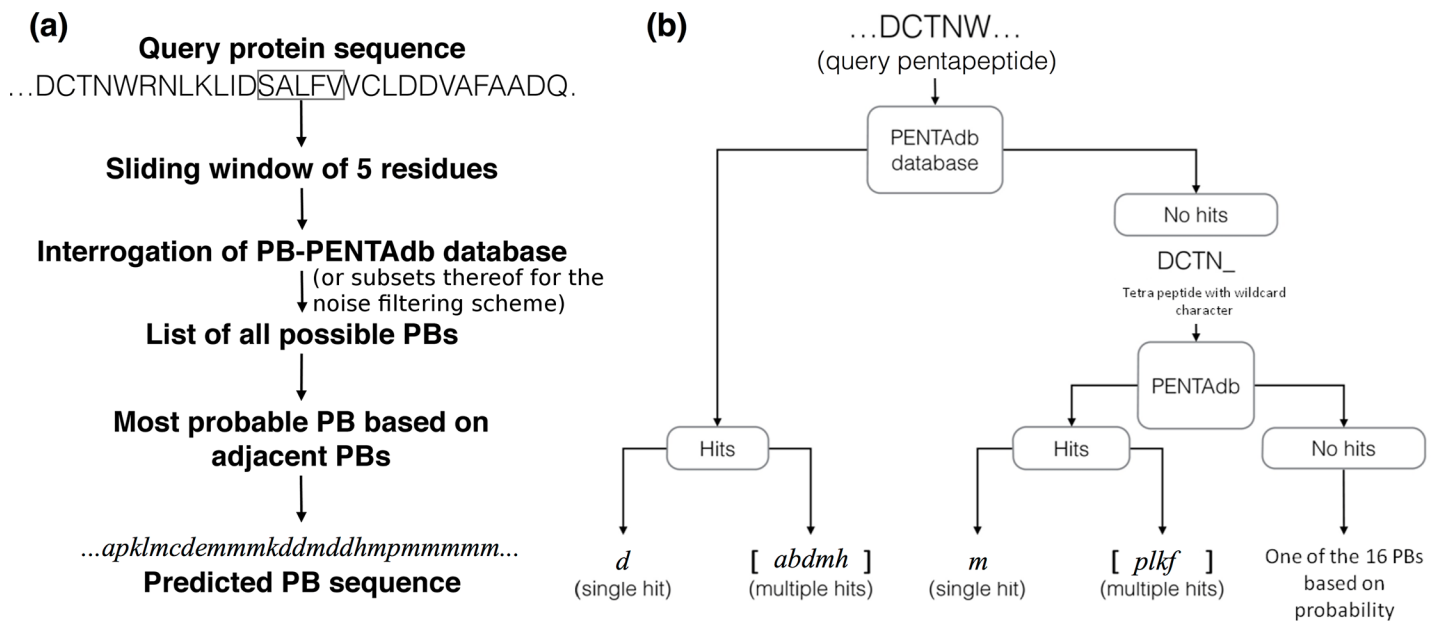 (a)
Query protein sequence
...DCTNWRNLKLIDSALFVVCLDDVAFAADQ.
Sliding window of 5 residues
Interrogation of PB-PENTAdb database
(or subsets thereof for the
noise filtering scheme)
List of all possible PBs
Most probable PB based on
adjacent PBs
...apklmcdemmmkddmddhmpmmmmm...
Predicted PB sequence
(b)
...DCTNW...
(query pentapeptide)
PENTAdb
database
No hits
DCTN_
Tetra peptide with wildcard
character
PENTAdb
Hits
Hits
No hits
d
(single hit)
[ abdmh ]
(multiple hits)
m
(single hit)
[ plkf ]
(multiple hits)
One of the 16 PBs
based on
probability